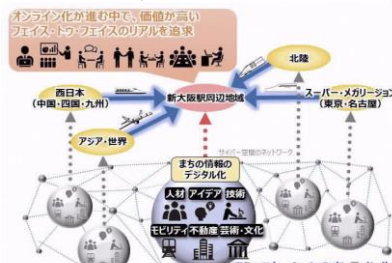 オンライン化が進む中で、価値が高い
フェイス・トゥ・フェイスのリアルを追求
北陸
西日本
(中国・四国・九州)
新大阪駅周辺地域
スーパー・メガリージョン
(東京・名古屋)
アジア・世界
サイバー空間のネットワーク
まちの情報の
デジタル化
人材 アイデア 技術
モビリティ 不動産 芸術・文化